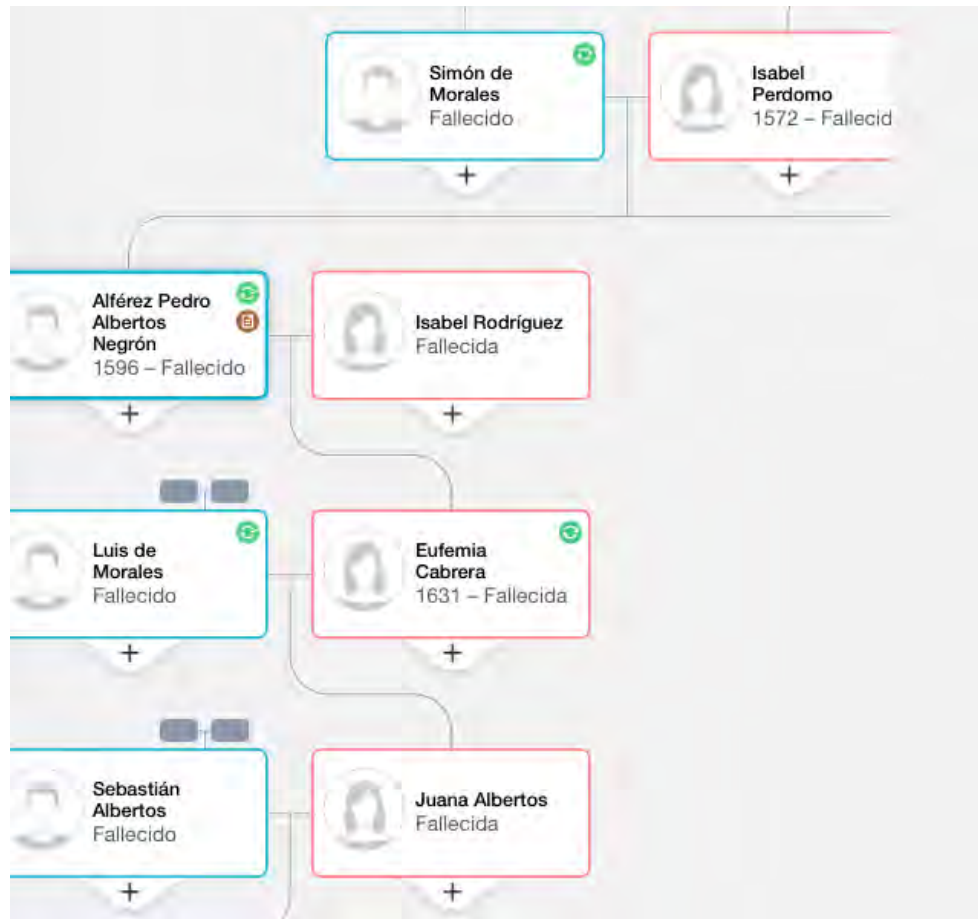 Simón de
Morales
Fallecido
Isabel
Perdomo
1572 – Fallecid
Alférez Pedro
Albertos
Negrón
1596 – Fallecido
Isabel Rodríguez
Fallecida
Luis de
Morales
Fallecido
Eufemia
Cabrera
1631 – Fallecida
Sebastián
Albertos
Fallecido
Juana Albertos
Fallecida